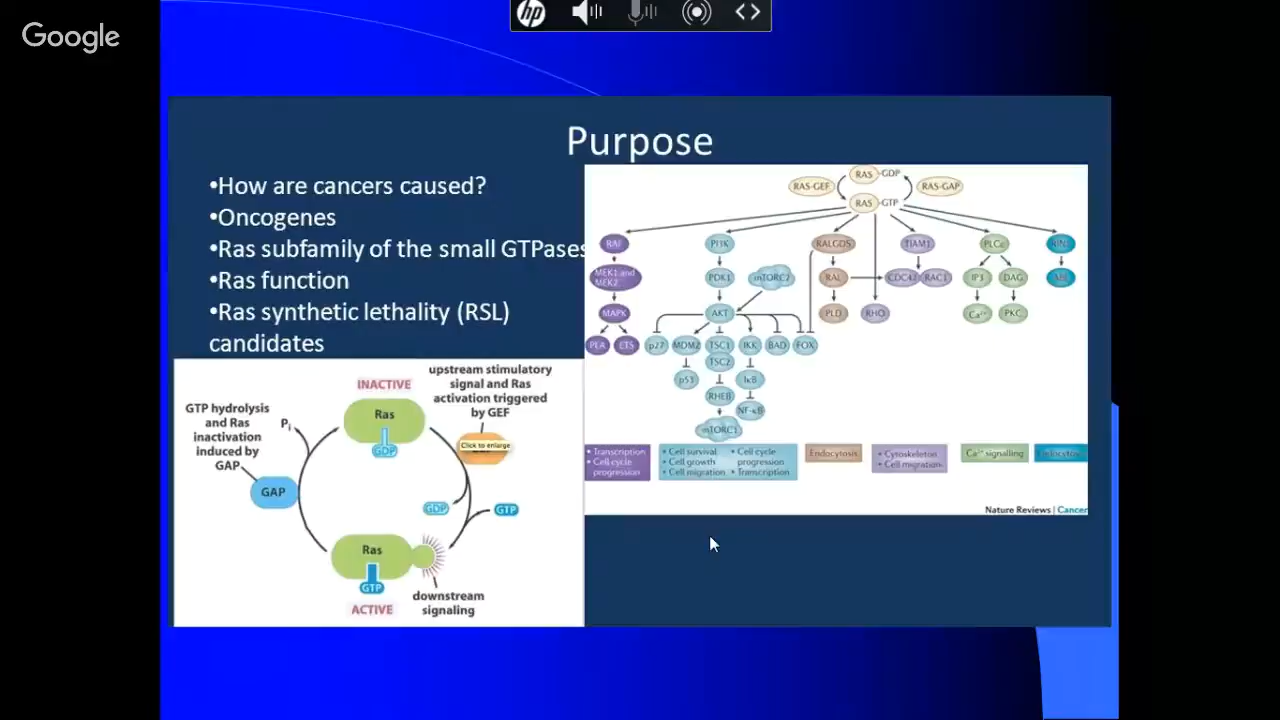 Google
hp
Purpose
•How are cancers caused?
•Oncogenes
•Ras subfamily of the small GTPases
•Ras function
•Ras synthetic lethality (RSL)
candidates
RAS GDP
RAS-GEF RAS-GAP
RAS GTP
RAF PI3K RALGDS TIAM1 PLCε
MEK1 and
MEK2
PDK1 mTORC2 RAL CDC42 RAC1 IP3 DAG
MAPK AKT PLD RHO Ca²⁺ PKC
ETS p27 MDM2 TSC1 IKK BAD FOX
TSC2
p53 IκB
RHEB
NF-κB
mTORC1
• Transcription
• Cell cycle
progression
• Cell survival
• Cell growth
• Cell migration
• Cell cycle
progression
• Transcription
Endocytosis
• Cytoskeleton
• Cell migration
Ca²⁺ signalling
Nature Reviews | Cancer
INACTIVE
Ras
GDP
upstream stimulatory
signal and Ras
activation triggered
by GEF
Click to enlarge
GTP hydrolysis
and Ras
inactivation
induced by
GAP
Pi
GAP
GDP
GTP
Ras
GTP
ACTIVE
downstream
signaling